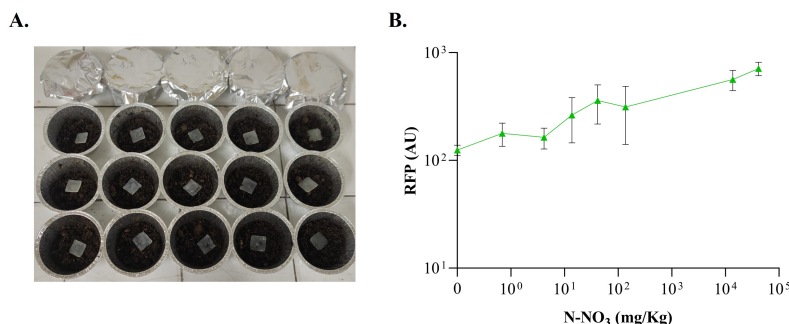 A.
B.
10³
10²
10¹
RFP (AU)
0 10⁰ 10¹ 10² 10³ 10⁴ 10⁵
N-NO₃ (mg/Kg)